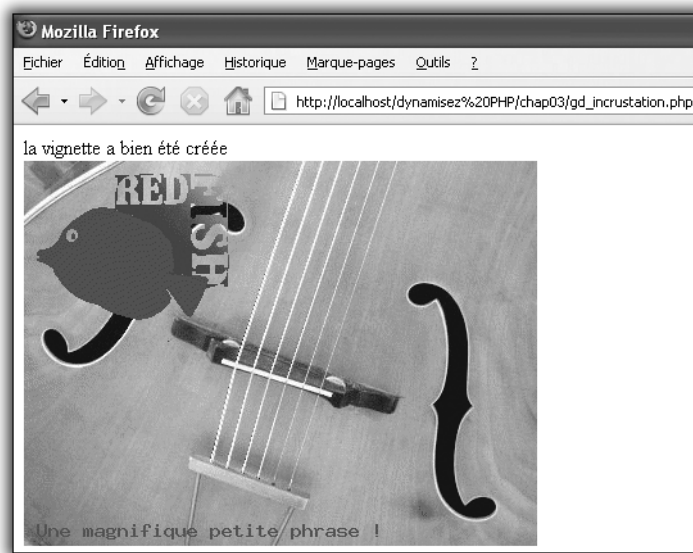 Mozilla Firefox
Fichier Édition Affichage Historique Marque-pages Outils ?
http://localhost/dynamisez%20PHP/chap03/gd_incrustation.php
la vignette a bien été créée
RED
FISH
Une magnifique petite phrase !